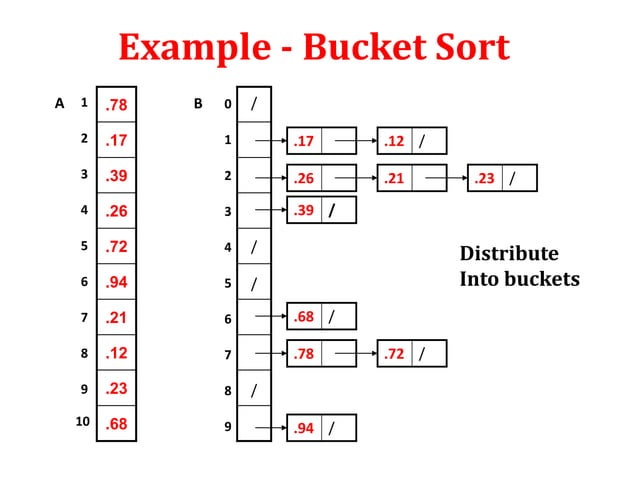 Example - Bucket Sort
A 1 .78 B 0 /
2 .17 1 .17 .12 /
3 .39 2 .26 .21 .23 /
4 .26 3 .39 /
5 .72 4 /
6 .94 5 /
7 .21 6 .68 /
8 .12 7 .78 .72 /
9 .23 8 /
10 .68 9 .94 /
Distribute
Into buckets